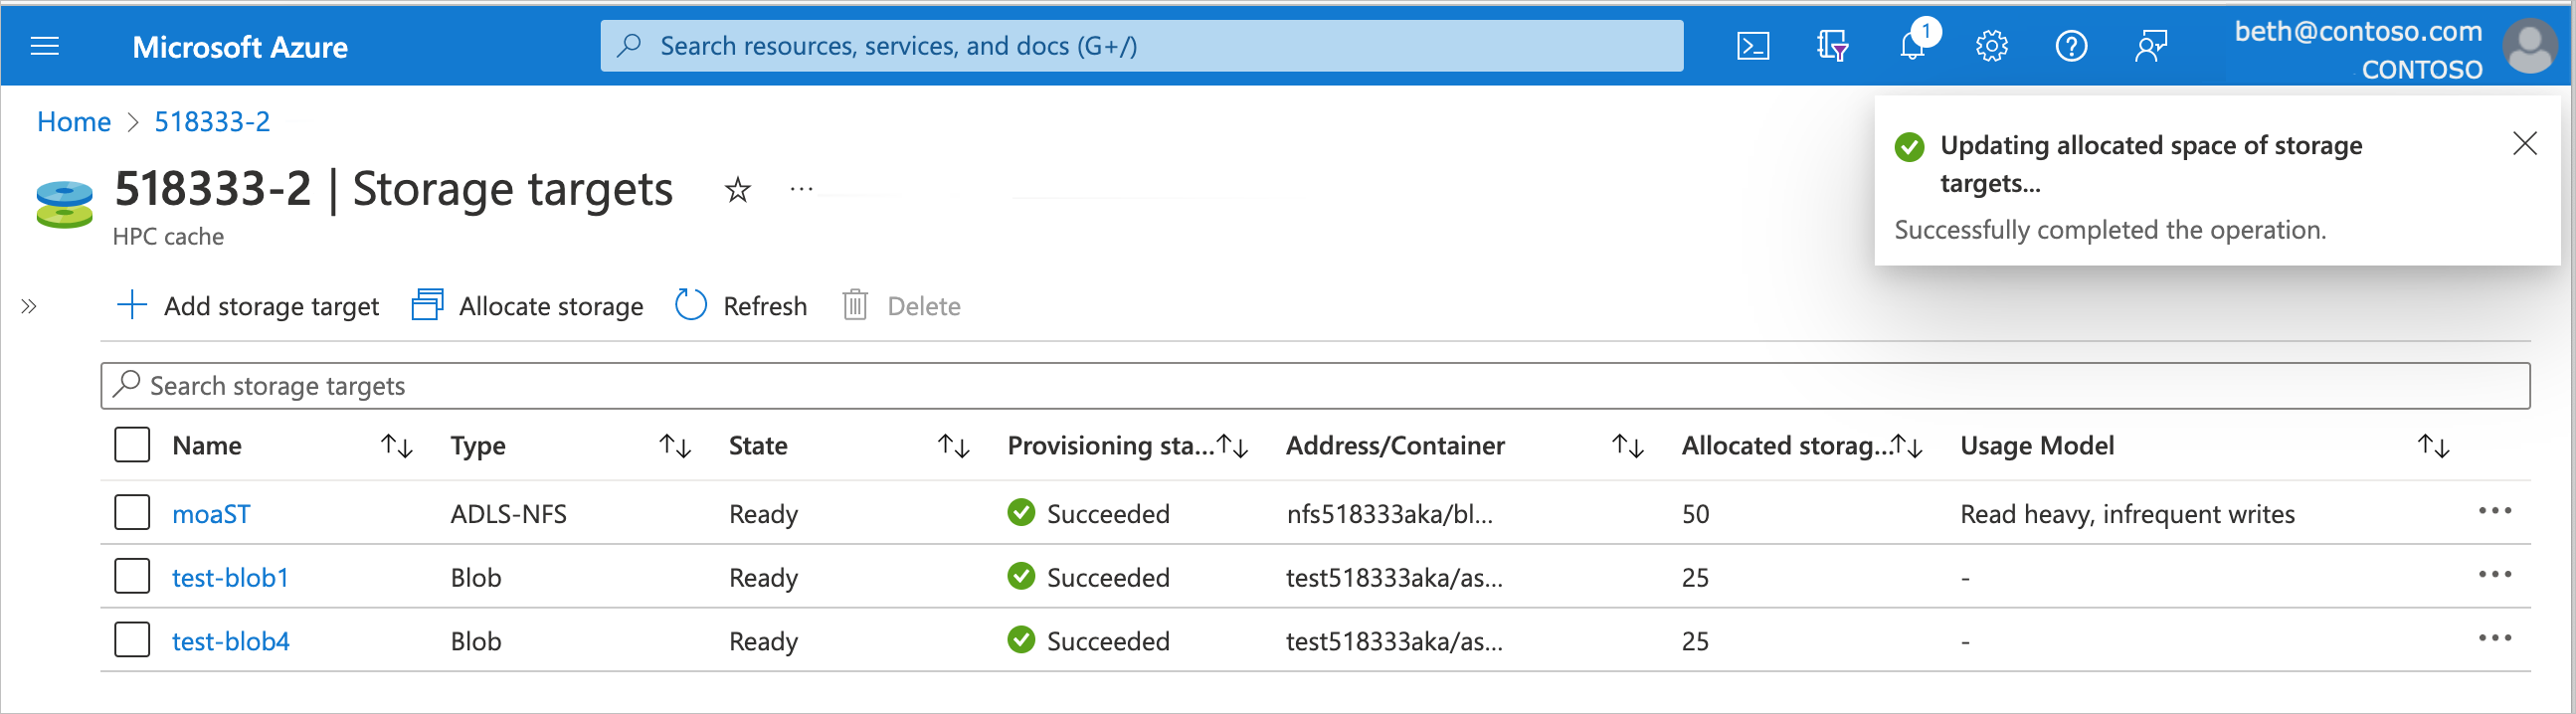 Microsoft Azure
Search resources, services, and docs (G+/)
1
beth@contoso.com
CONTOSO
Home > 518333-2
518333-2 | Storage targets
HPC cache
Updating allocated space of storage
targets...
Successfully completed the operation.
Add storage target Allocate storage Refresh Delete
Search storage targets
Name Type State Provisioning sta... Address/Container Allocated storag... Usage Model
moaST ADLS-NFS Ready Succeeded nfs518333aka/bl... 50 Read heavy, infrequent writes
test-blob1 Blob Ready Succeeded test518333aka/as... 25 -
test-blob4 Blob Ready Succeeded test518333aka/as... 25 -